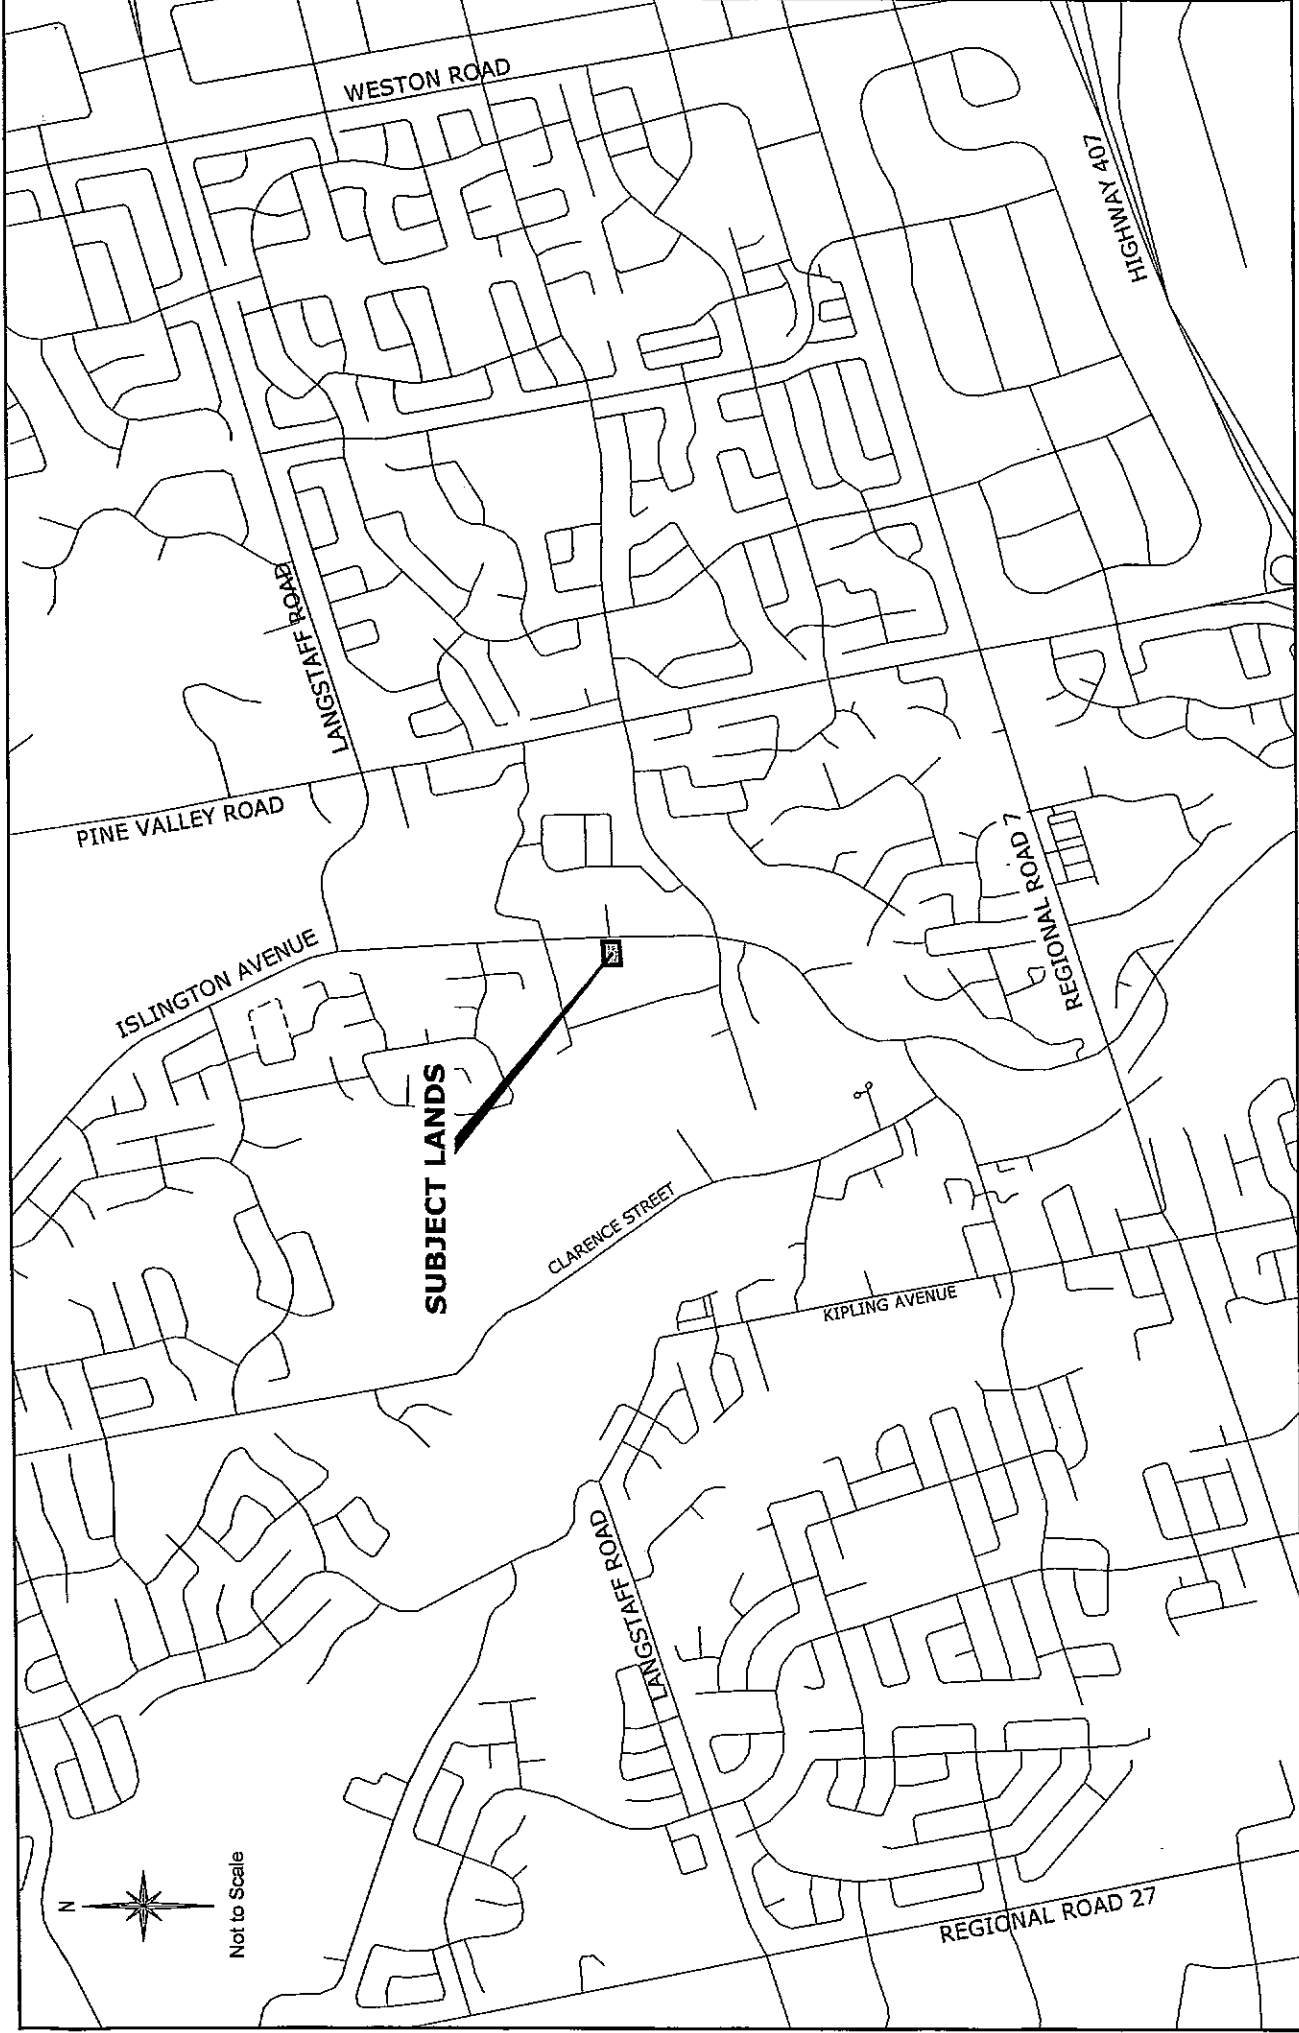 WESTON ROAD
HIGHWAY 407
LANGSTAFF ROAD
PINE VALLEY ROAD
REGIONAL ROAD 7
ISLINGTON AVENUE
SUBJECT LANDS
CLARENCE STREET
KIPLING AVENUE
LANGSTAFF ROAD
N
Not to Scale
REGIONAL ROAD 27